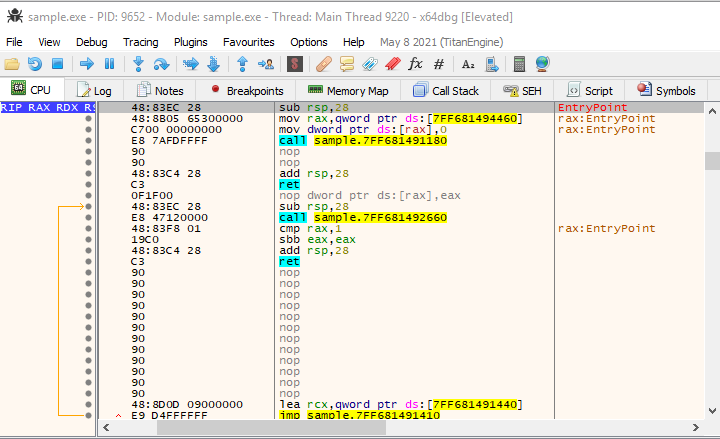 sample.exe - PID: 9652 - Module: sample.exe - Thread: Main Thread 9220 - x64dbg [Elevated]
File View Debug Tracing Plugins Favourites Options Help May 8 2021 (TitanEngine)
S fx # A2
64 CPU Log Notes Breakpoints Memory Map Call Stack SEH Script Symbols
RIP RAX RDX RS 48:83EC 28 sub rsp,28 EntryPoint
48:8B05 65300000 mov rax,qword ptr ds:[7FF681494460] rax:EntryPoint
C700 00000000 mov dword ptr ds:[rax],0 rax:EntryPoint
E8 7AFDFFFF call sample.7FF681491180
90 nop
90 nop
48:83C4 28 add rsp,28
C3 ret
0F1F00 nop dword ptr ds:[rax],eax
48:83EC 28 sub rsp,28
E8 47120000 call sample.7FF681492660
48:83F8 01 cmp rax,1 rax:EntryPoint
19C0 sbb eax,eax
48:83C4 28 add rsp,28
C3 ret
90 nop
90 nop
90 nop
90 nop
90 nop
90 nop
90 nop
90 nop
90 nop
90 nop
90 nop
90 nop
48:8D0D 09000000 lea rcx,qword ptr ds:[7FF681491440]
E9 D4FFFFFF jmp sample.7FF681491410